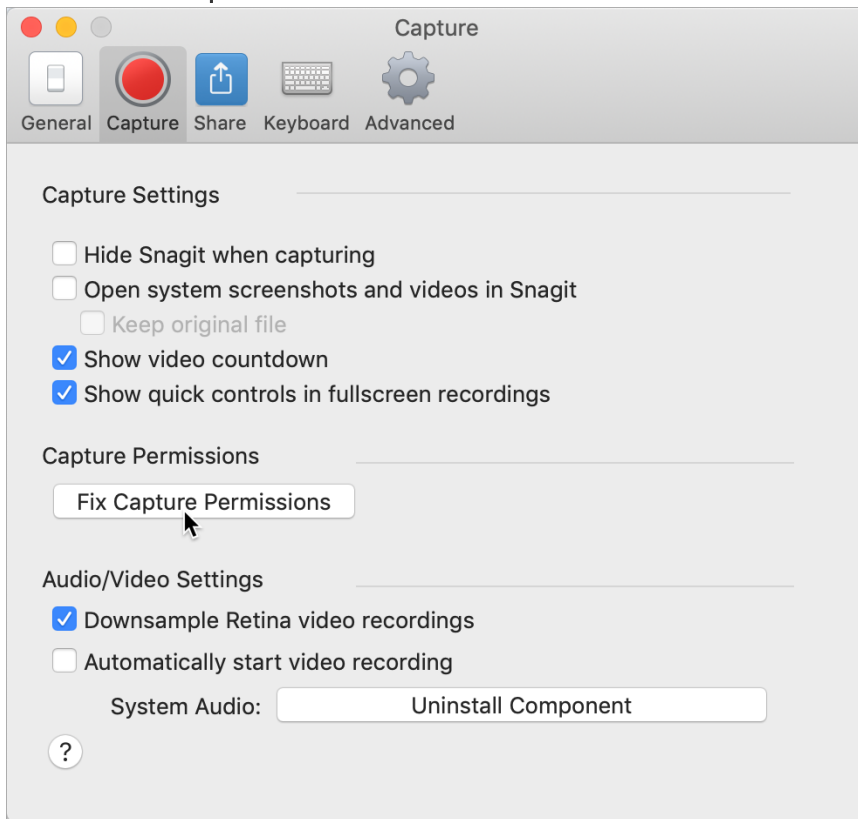 Capture
General Capture Share Keyboard Advanced
Capture Settings
Hide Snagit when capturing
Open system screenshots and videos in Snagit
Keep original file
Show video countdown
Show quick controls in fullscreen recordings
Capture Permissions
Fix Capture Permissions
Audio/Video Settings
Downsample Retina video recordings
Automatically start video recording
System Audio: Uninstall Component
?